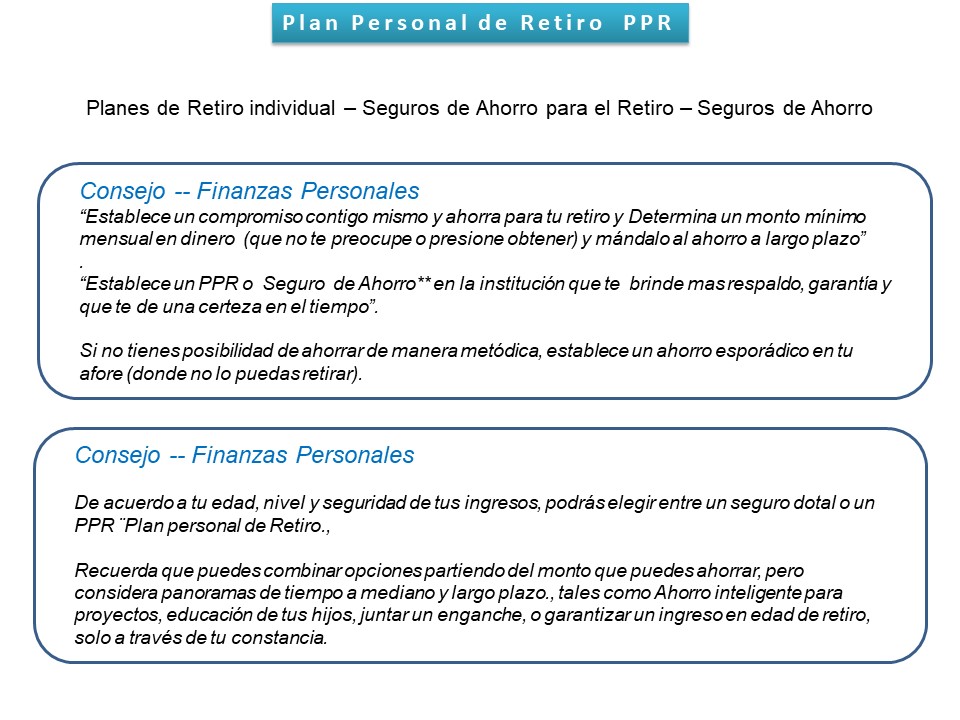 Plan Personal de Retiro PPR
Planes de Retiro individual – Seguros de Ahorro para el Retiro – Seguros de Ahorro
Consejo -- Finanzas Personales
“Establece un compromiso contigo mismo y ahorra para tu retiro y Determina un monto mínimo
mensual en dinero (que no te preocupe o presione obtener) y mándalo al ahorro a largo plazo”
.
“Establece un PPR o Seguro de Ahorro** en la institución que te brinde mas respaldo, garantía y
que te de una certeza en el tiempo”.
Si no tienes posibilidad de ahorrar de manera metódica, establece un ahorro esporádico en tu
afore (donde no lo puedas retirar).
Consejo -- Finanzas Personales
De acuerdo a tu edad, nivel y seguridad de tus ingresos, podrás elegir entre un seguro dotal o un
PPR ¨Plan personal de Retiro.,
Recuerda que puedes combinar opciones partiendo del monto que puedes ahorrar, pero
considera panoramas de tiempo a mediano y largo plazo., tales como Ahorro inteligente para
proyectos, educación de tus hijos, juntar un enganche, o garantizar un ingreso en edad de retiro,
solo a través de tu constancia.